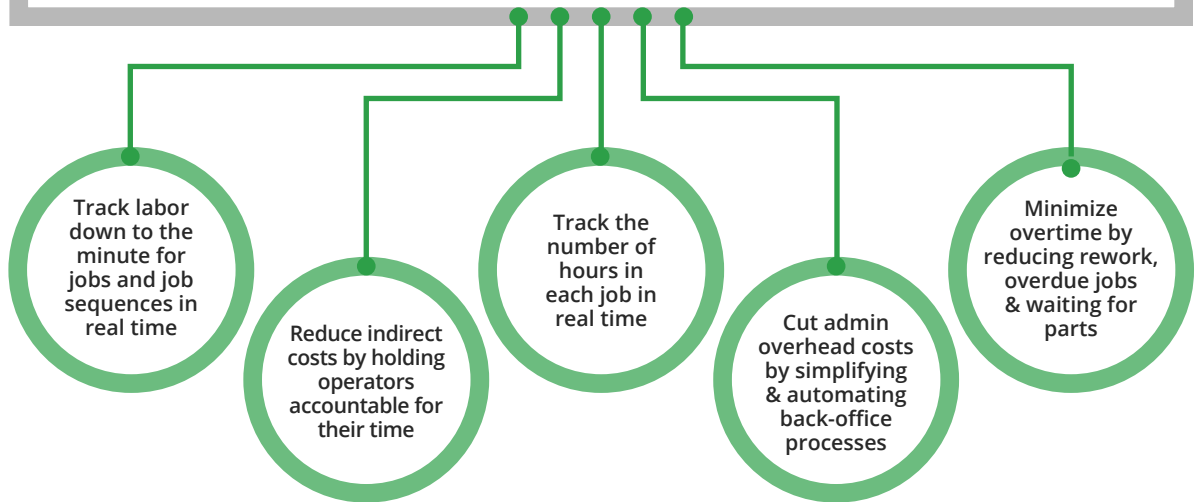 Track labor
down to the
minute for
jobs and job
sequences in
real time
Reduce indirect
costs by holding
operators
accountable for
their time
Track the
number of
hours in
each job in
real time
Cut admin
overhead costs
by simplifying
& automating
back-office
processes
Minimize
overtime by
reducing rework,
overdue jobs
& waiting for
parts